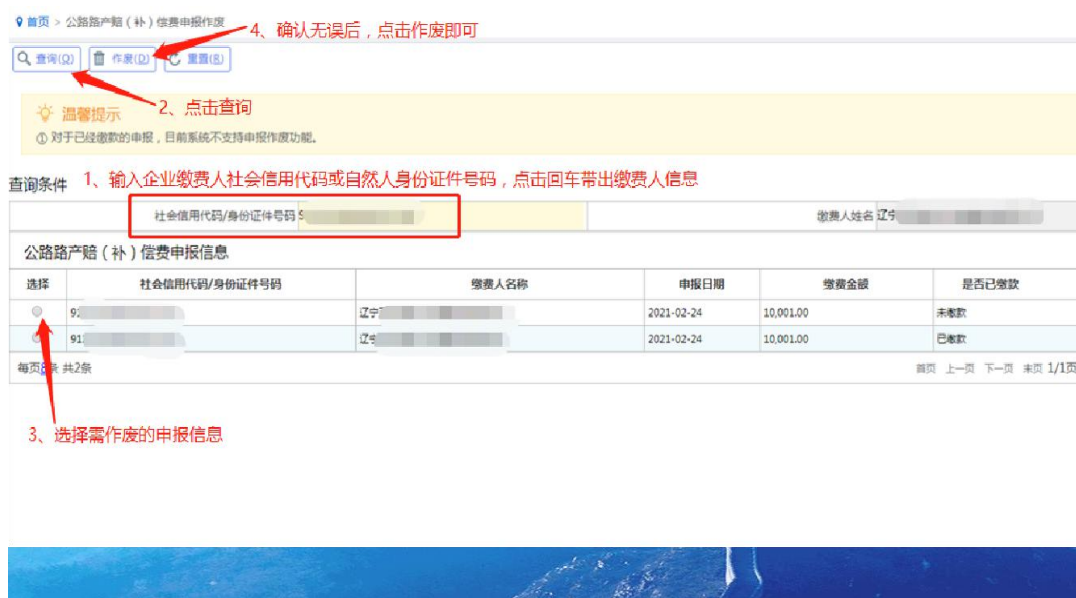 首页 > 公路路产赔（补）偿费申报作废
4、确认无误后，点击作废即可
查询(Q) 作废(D) 重置(R)
2、点击查询
温馨提示
① 对于已经缴款的申报，目前系统不支持申报作废功能。
查询条件
1、输入企业缴费人社会信用代码或自然人身份证件号码，点击回车带出缴费人信息
社会信用代码/身份证件号码 缴费人姓名 辽宁
公路路产赔（补）偿费申报信息
选择 社会信用代码/身份证件号码 缴费人名称 申报日期 缴费金额 是否已缴款
91 辽宁 2021-02-24 10,001.00 未缴款
91 辽宁 2021-02-24 10,001.00 已缴款
每页 条 共2条 首页 上一页 下一页 末页 1/1页
3、选择需作废的申报信息